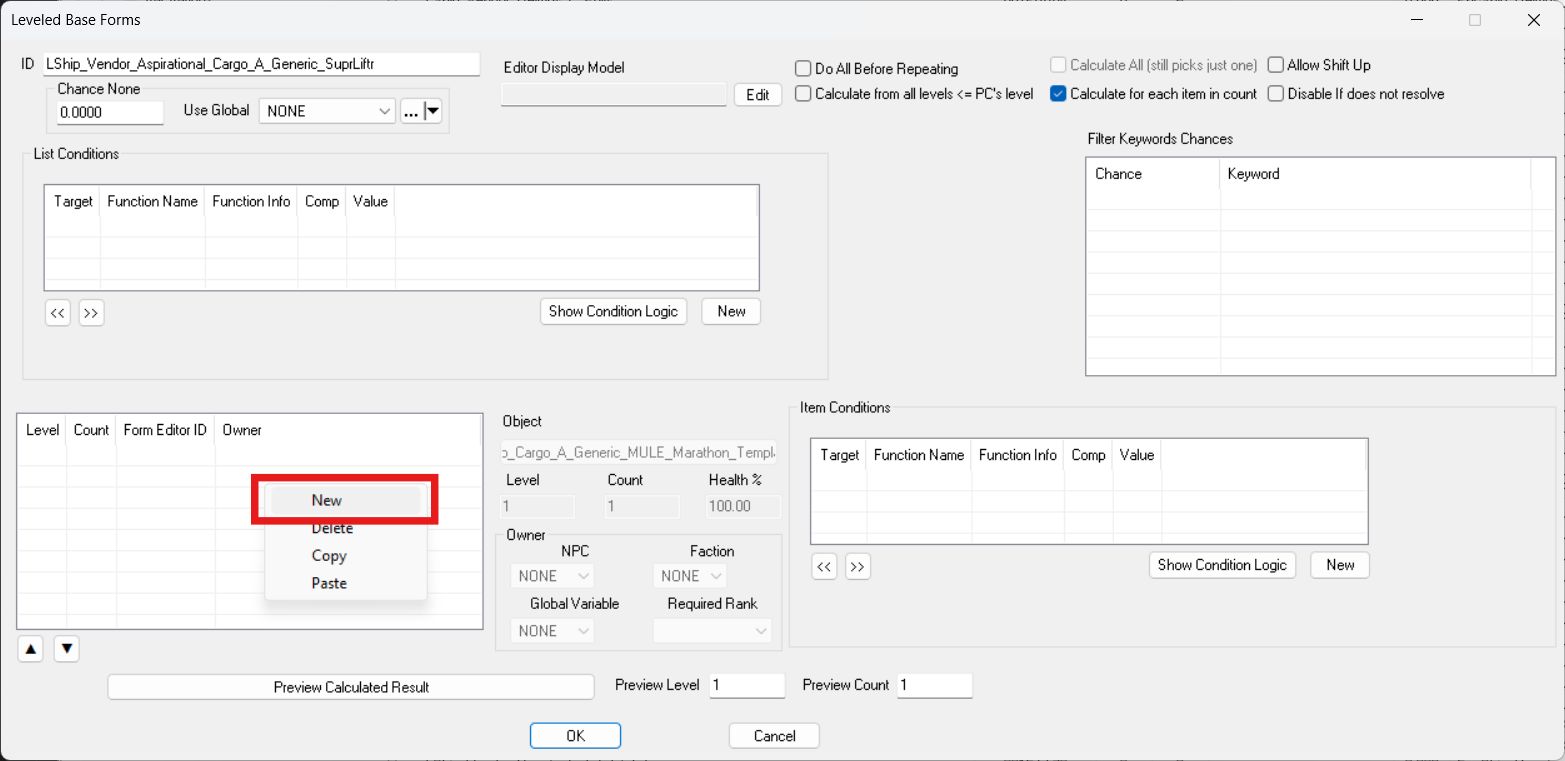 Leveled Base Forms
ID LShip_Vendor_Aspirational_Cargo_A_Generic_SuprLiftr
Chance None
0.0000 Use Global NONE ...
Editor Display Model
Edit
Do All Before Repeating
Calculate from all levels <= PC's level
Calculate All (still picks just one)
Allow Shift Up
Calculate for each item in count
Disable If does not resolve
List Conditions
Target Function Name Function Info Comp Value
<< >> Show Condition Logic New
Filter Keywords Chances
Chance Keyword
Level Count Form Editor ID Owner
New
Delete
Copy
Paste
▲ ▼
Object
_Cargo_A_Generic_MULE_Marathon_Templ
Level Count Health %
1 1 100.00
Owner
NPC Faction
NONE NONE
Global Variable Required Rank
NONE
Item Conditions
Target Function Name Function Info Comp Value
<< >> Show Condition Logic New
Preview Calculated Result Preview Level 1 Preview Count 1
OK Cancel